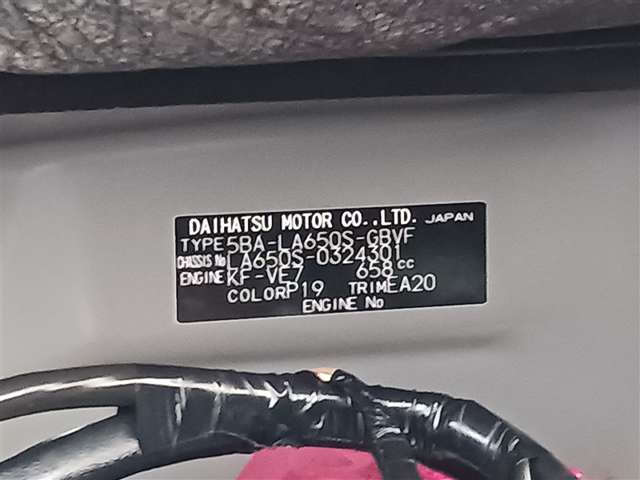 DAIHATSU MOTOR CO.,LTD. JAPAN
TYPE 5BA-LA650S-GBVF
CHASSIS No LA650S-0324301
ENGINE KF-VE7 658 cc
COLOR P19 TRIM EA20
ENGINE No